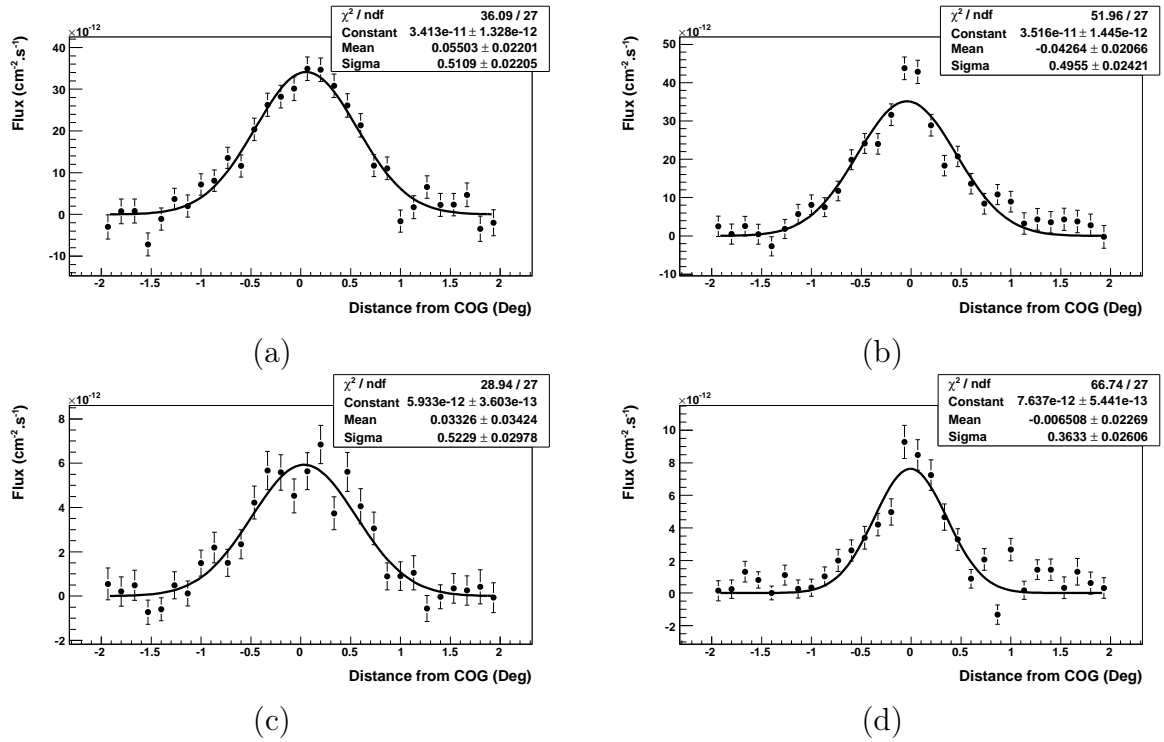 χ² / ndf 36.09 / 27
Constant 3.413e-11 ± 1.328e-12
Mean 0.05503 ± 0.02201
Sigma 0.5109 ± 0.02205
×10⁻¹²
Flux (cm⁻².s⁻¹)
40
30
20
10
0
-10
-2 -1.5 -1 -0.5 0 0.5 1 1.5 2
Distance from COG (Deg)
(a)
χ² / ndf 51.96 / 27
Constant 3.516e-11 ± 1.445e-12
Mean -0.04264 ± 0.02066
Sigma 0.4955 ± 0.02421
×10⁻¹²
Flux (cm⁻².s⁻¹)
50
40
30
20
10
0
-10
-2 -1.5 -1 -0.5 0 0.5 1 1.5 2
Distance from COG (Deg)
(b)
χ² / ndf 28.94 / 27
Constant 5.933e-12 ± 3.603e-13
Mean 0.03326 ± 0.03424
Sigma 0.5229 ± 0.02978
×10⁻¹²
Flux (cm⁻².s⁻¹)
8
6
4
2
0
-2
-2 -1.5 -1 -0.5 0 0.5 1 1.5 2
Distance from COG (Deg)
(c)
χ² / ndf 66.74 / 27
Constant 7.637e-12 ± 5.441e-13
Mean -0.006508 ± 0.02269
Sigma 0.3633 ± 0.02606
×10⁻¹²
Flux (cm⁻².s⁻¹)
10
8
6
4
2
0
-2
-2 -1.5 -1 -0.5 0 0.5 1 1.5 2
Distance from COG (Deg)
(d)